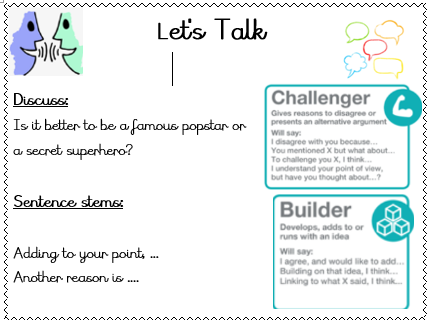 Let's Talk
Discuss:
Is it better to be a famous popstar or
a secret superhero?
Sentence stems:
Adding to your point, ...
Another reason is ....
Challenger
Gives reasons to disagree or
presents an alternative argument
Will say:
I disagree with you because...
You mentioned X but what about...
To challenge you X, I think...
I understand your point of view,
but have you thought about...?
Builder
Develops, adds to or
runs with an idea
Will say:
I agree, and would like to add...
Building on that idea, I think...
Linking to what X said, I think...